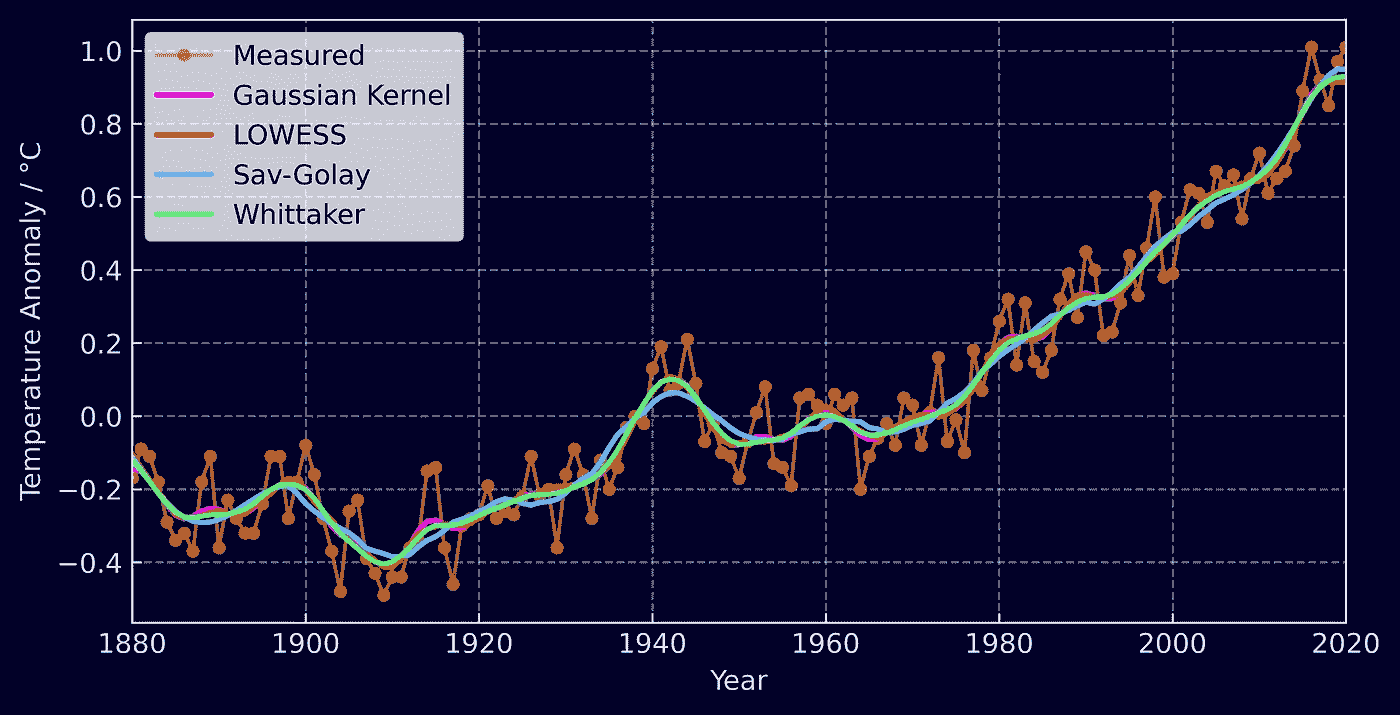 Measured
Gaussian Kernel
LOWESS
Sav-Golay
Whittaker
Temperature Anomaly / °C
1.0
0.8
0.6
0.4
0.2
0.0
−0.2
−0.4
1880 1900 1920 1940 1960 1980 2000 2020
Year